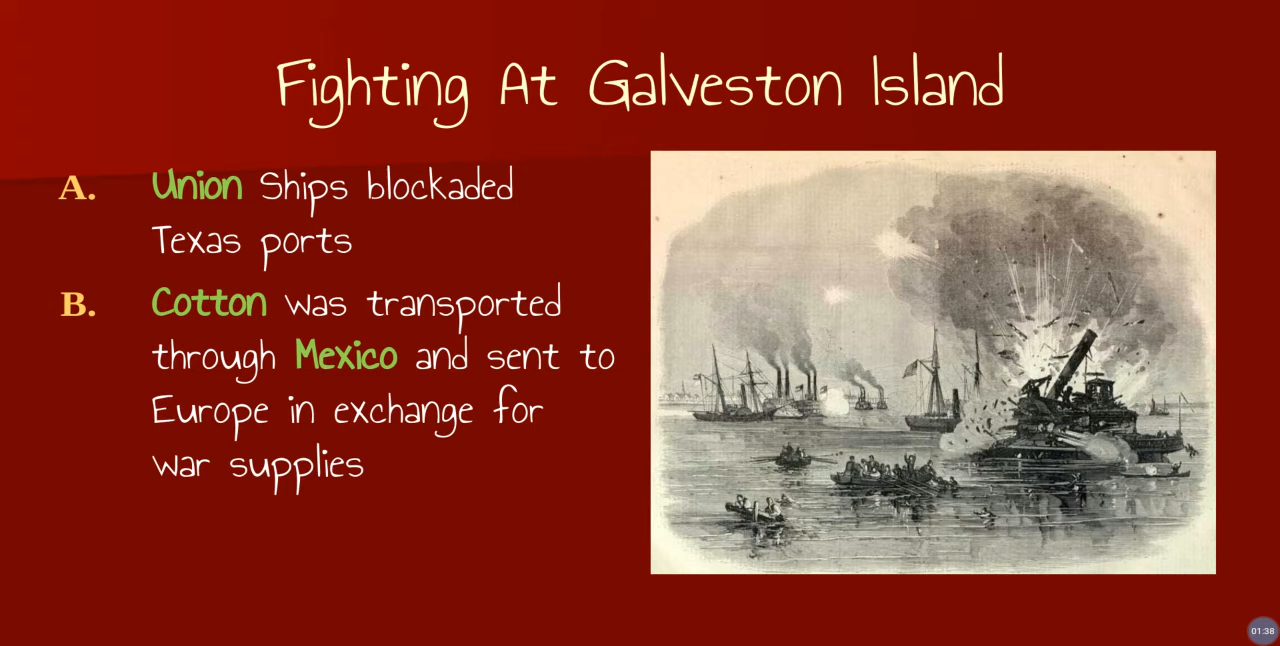 Fighting At Galveston Island
A. Union Ships blockaded
Texas ports
B. Cotton was transported
through Mexico and sent to
Europe in exchange for
war supplies
01:38